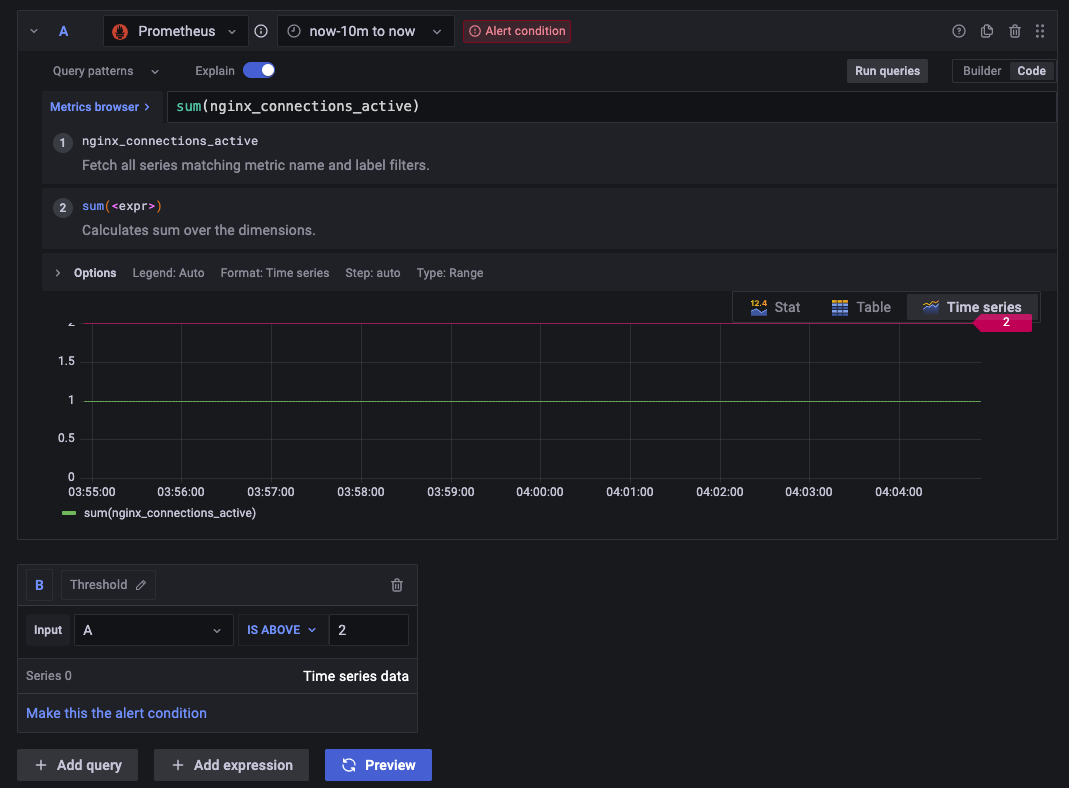 A Prometheus now-10m to now Alert condition
Query patterns Explain Run queries Builder Code
Metrics browser > sum(nginx_connections_active)
1 nginx_connections_active
Fetch all series matching metric name and label filters.
2 sum(<expr>)
Calculates sum over the dimensions.
> Options Legend: Auto Format: Time series Step: auto Type: Range
12.4 Stat Table Time series
2 2
1.5
1
0.5
0
03:55:00 03:56:00 03:57:00 03:58:00 03:59:00 04:00:00 04:01:00 04:02:00 04:03:00 04:04:00
sum(nginx_connections_active)
B Threshold
Input A IS ABOVE 2
Series 0 Time series data
Make this the alert condition
+ Add query + Add expression Preview